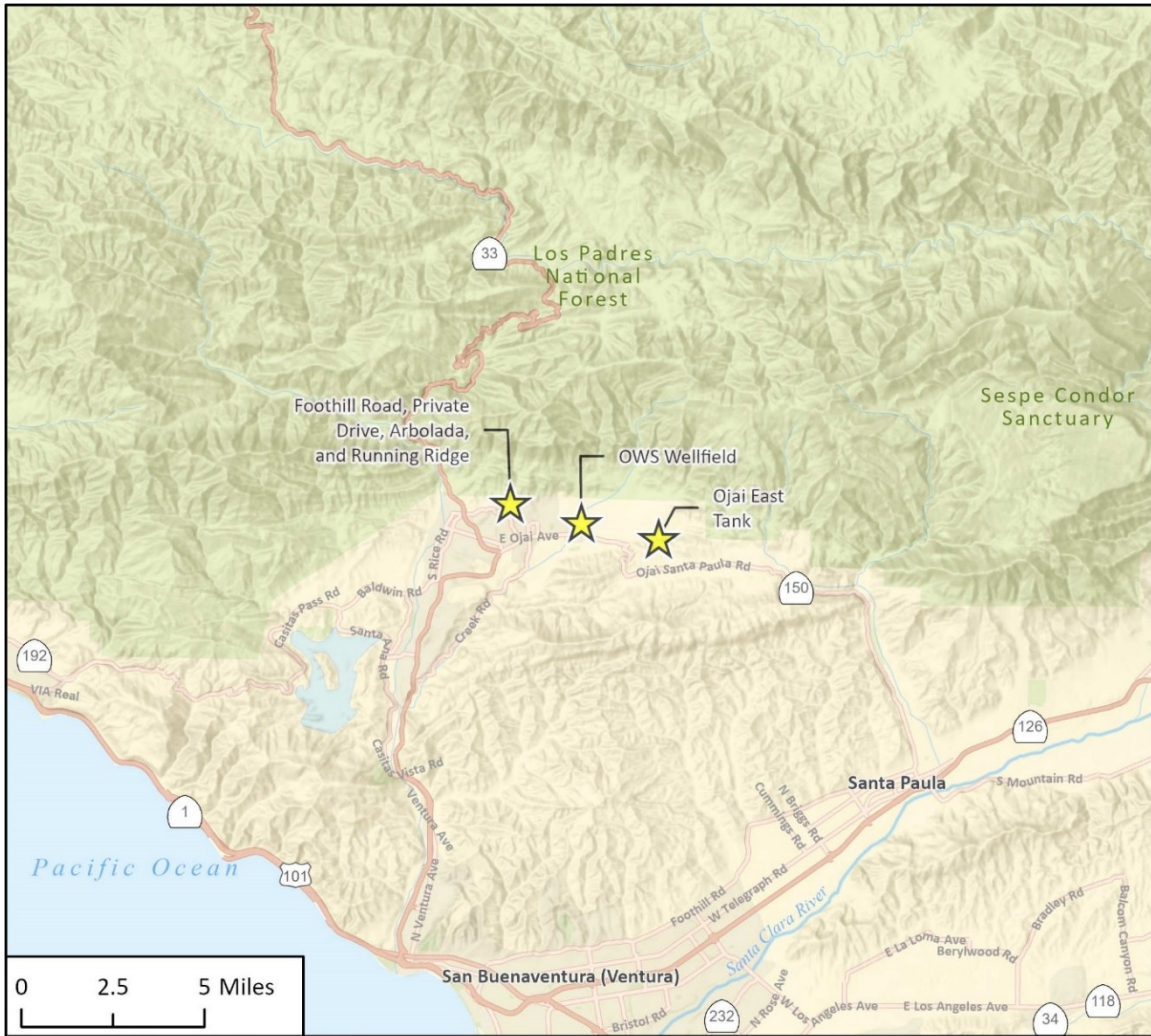 33
Los Padres
National
Forest
Sespe Condor
Sanctuary
Foothill Road, Private
Drive, Arbolada,
and Running Ridge
OWS Wellfield
Ojai East
Tank
E Ojai Ave
S Rice Rd
Ojai Santa Paula Rd
150
Baldwin Rd
Creek Rd
Casitas Pass Rd
Santa Ana Rd
192
VIA Real
126
Casitas Vista Rd
Santa Paula
S Mountain Rd
N Briggs Rd
Cummings Rd
1
Ventura Ave
Pacific Ocean
101
N Ventura Ave
Foothill Rd
W Telegraph Rd
Santa Clara River
Bradley Rd
Balcom Canyon Rd
E La Loma Ave
Berylwood Rd
San Buenaventura (Ventura)
0 2.5 5 Miles
N Rose Ave
W Los Angeles Ave
E Los Angeles Ave
118
34
232
Bristol Rd